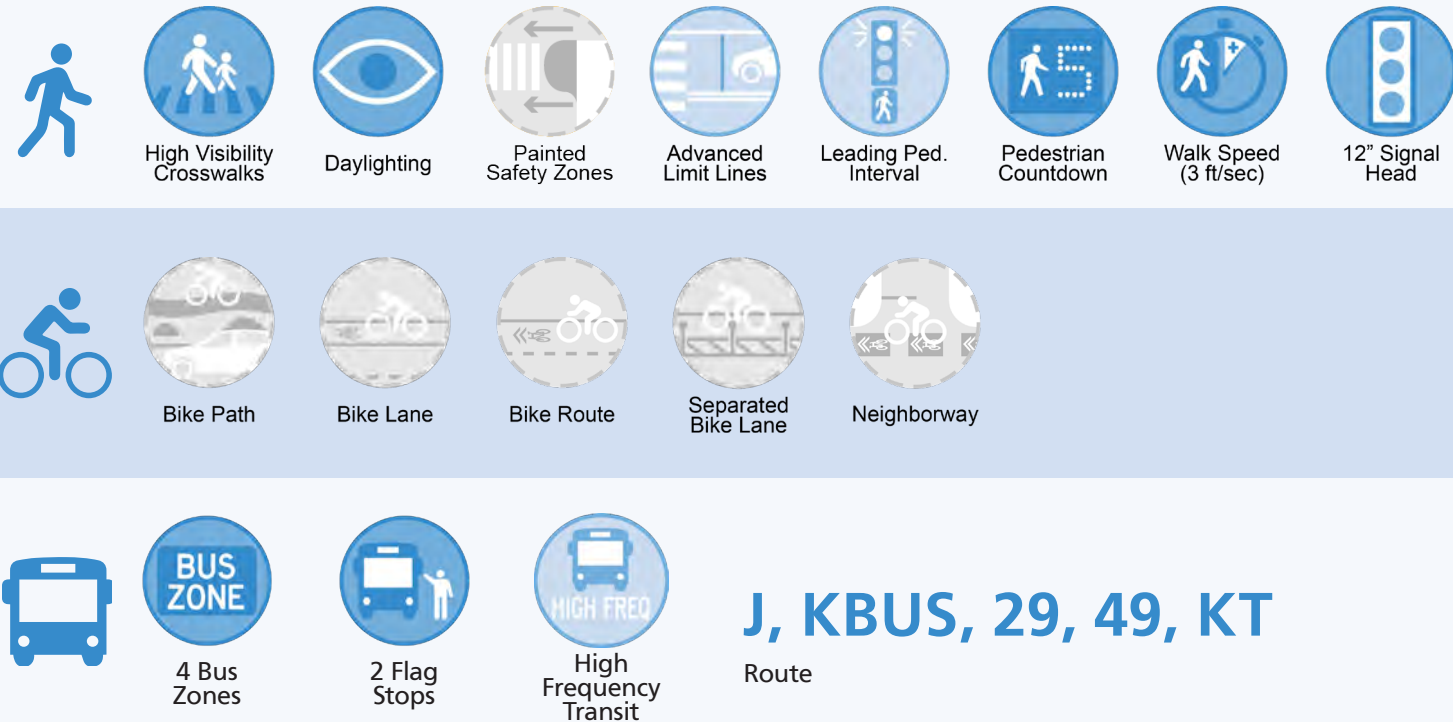 5
High Visibility
Crosswalks
Daylighting
Painted
Safety Zones
Advanced
Limit Lines
Leading Ped.
Interval
Pedestrian
Countdown
Walk Speed
(3 ft/sec)
12” Signal
Head
Bike Path
Bike Lane
Bike Route
Separated
Bike Lane
Neighborway
BUS
ZONE
4 Bus
Zones
2 Flag
Stops
HIGH FREQ
High
Frequency
Transit
J, KBUS, 29, 49, KT
Route